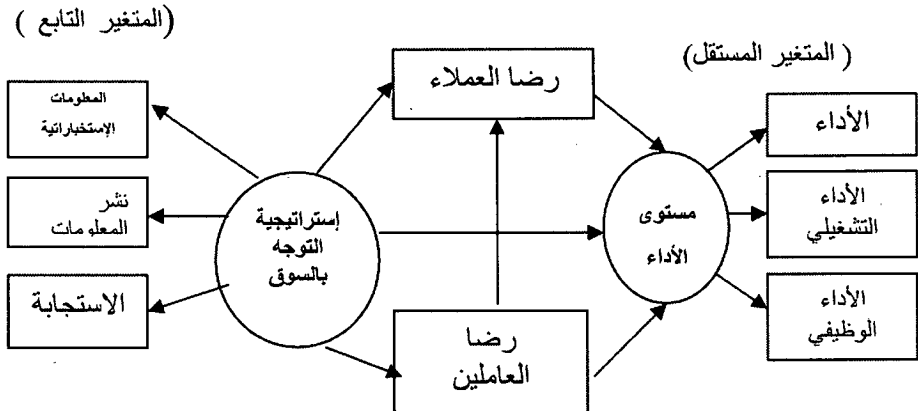 (المتغير التابع )
(المتغير المستقل)
رضا العملاء
المعلومات
الإستخباراتية
الأداء
نشر
المعلومات
إستراتيجية
التوجه
بالسوق
مستوى
الأداء
الأداء
التشغيلي
الاستجابة
رضا
العاملين
الأداء
الوظيفي